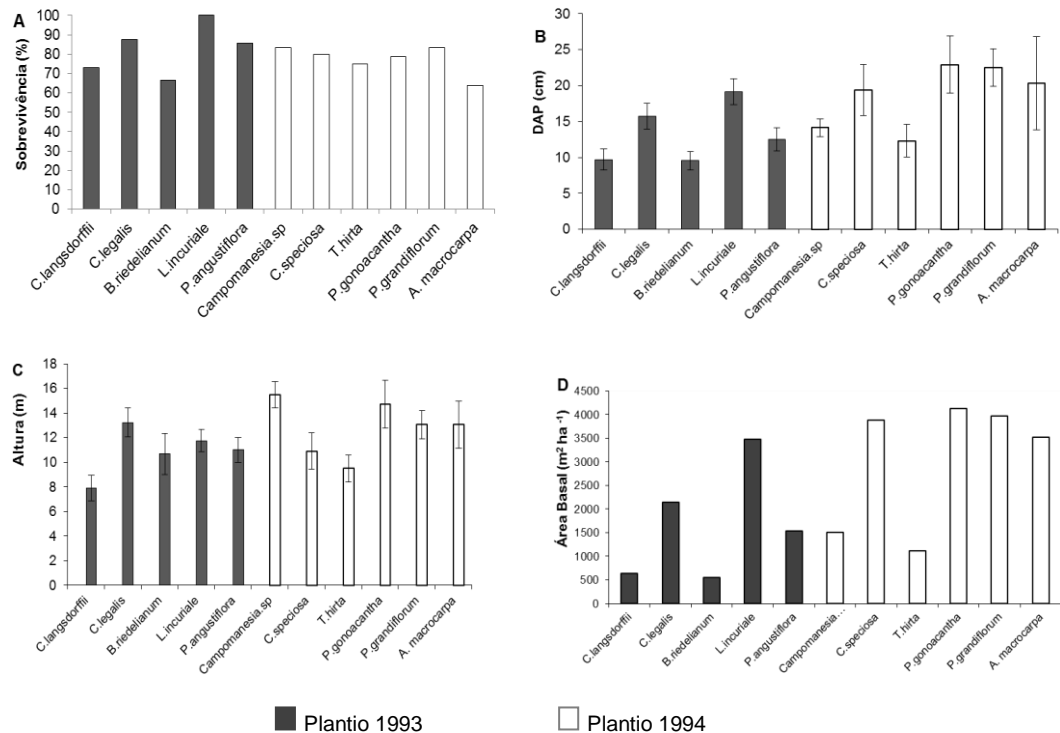 A
Sobrevivência (%)
100
90
80
70
60
50
40
30
20
10
0
C.langsdorffii
C.legalis
B.riedelianum
L.incuriale
P.angustiflora
Campomanesia.sp
C.speciosa
T.hirta
P.gonoacantha
P.grandiflorum
A. macrocarpa
B
DAP (cm)
30
25
20
15
10
5
0
C.langsdorffii
C.legalis
B.riedelianum
L.incuriale
P.angustiflora
Campomanesia.sp
C.speciosa
T.hirta
P.gonoacantha
P.grandiflorum
A. macrocarpa
C
Altura (m)
18
16
14
12
10
8
6
4
2
0
C.langsdorffii
C.legalis
B.riedelianum
L.incuriale
P.angustiflora
Campomanesia.sp
C.speciosa
T.hirta
P.gonoacantha
P.grandiflorum
A. macrocarpa
D
Área Basal (m² ha⁻¹)
4500
4000
3500
3000
2500
2000
1500
1000
500
0
C.langsdorffii
C.legalis
B.riedelianum
L.incuriale
P.angustiflora
Campomanesia...
C.speciosa
T.hirta
P.gonoacantha
P.grandiflorum
A. macrocarpa
Plantio 1993
Plantio 1994